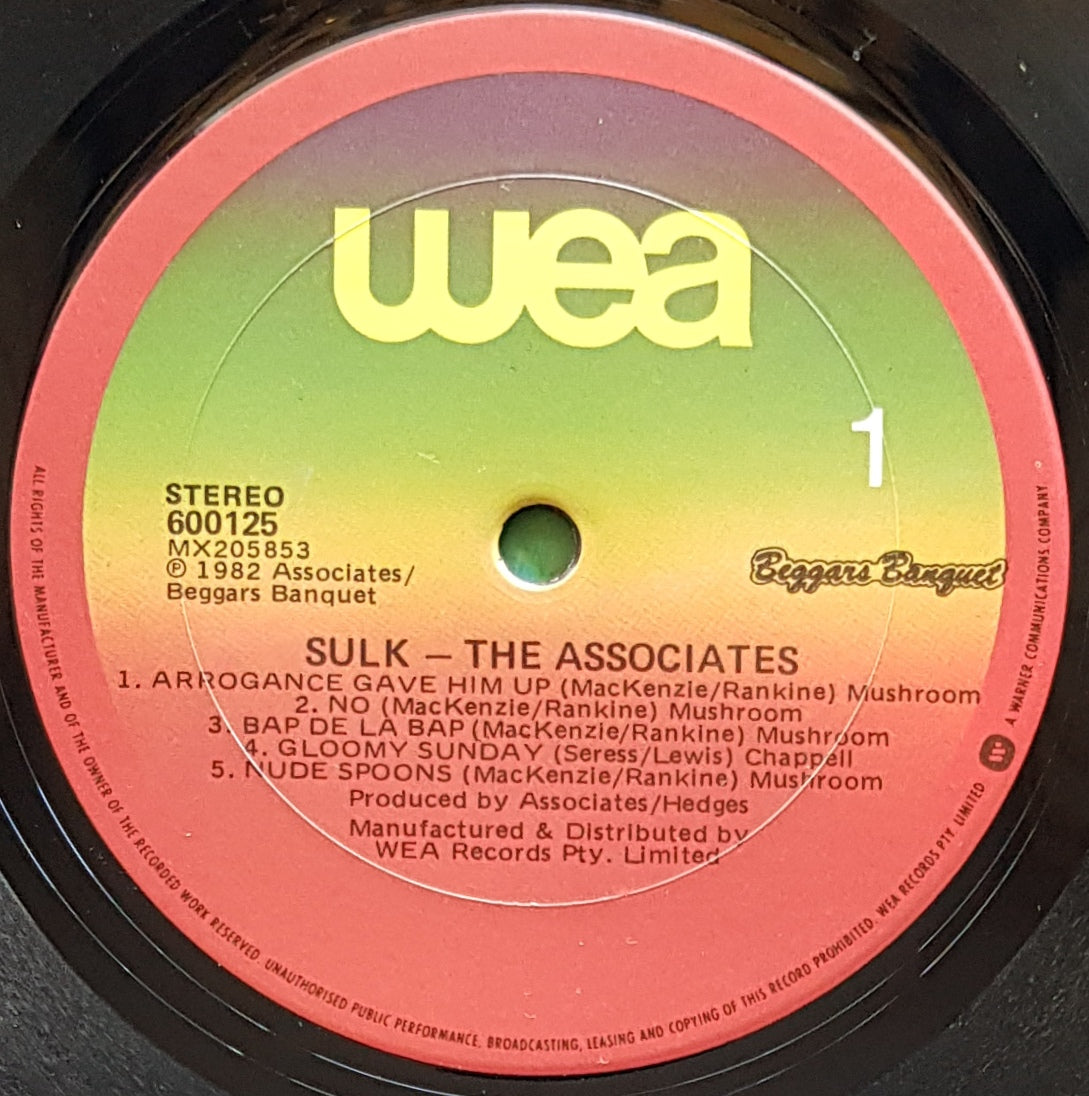 wea
1
STEREO
600125
MX205853
℗ 1982 Associates/
Beggars Banquet
Beggars Banquet
SULK – THE ASSOCIATES
1. ARROGANCE GAVE HIM UP (MacKenzie/Rankine) Mushroom
2. NO (MacKenzie/Rankine) Mushroom
3. BAP DE LA BAP (MacKenzie/Rankine) Mushroom
4. GLOOMY SUNDAY (Seress/Lewis) Chappell
5. NUDE SPOONS (MacKenzie/Rankine) Mushroom
Produced by Associates/Hedges
Manufactured & Distributed by
WEA Records Pty. Limited
ALL RIGHTS OF THE MANUFACTURER AND OF THE OWNER OF THE RECORDED WORK RESERVED. UNAUTHORISED PUBLIC PERFORMANCE, BROADCASTING, LEASING AND COPYING OF THIS RECORD PROHIBITED. WEA RECORDS PTY. LIMITED A WARNER COMMUNICATIONS COMPANY